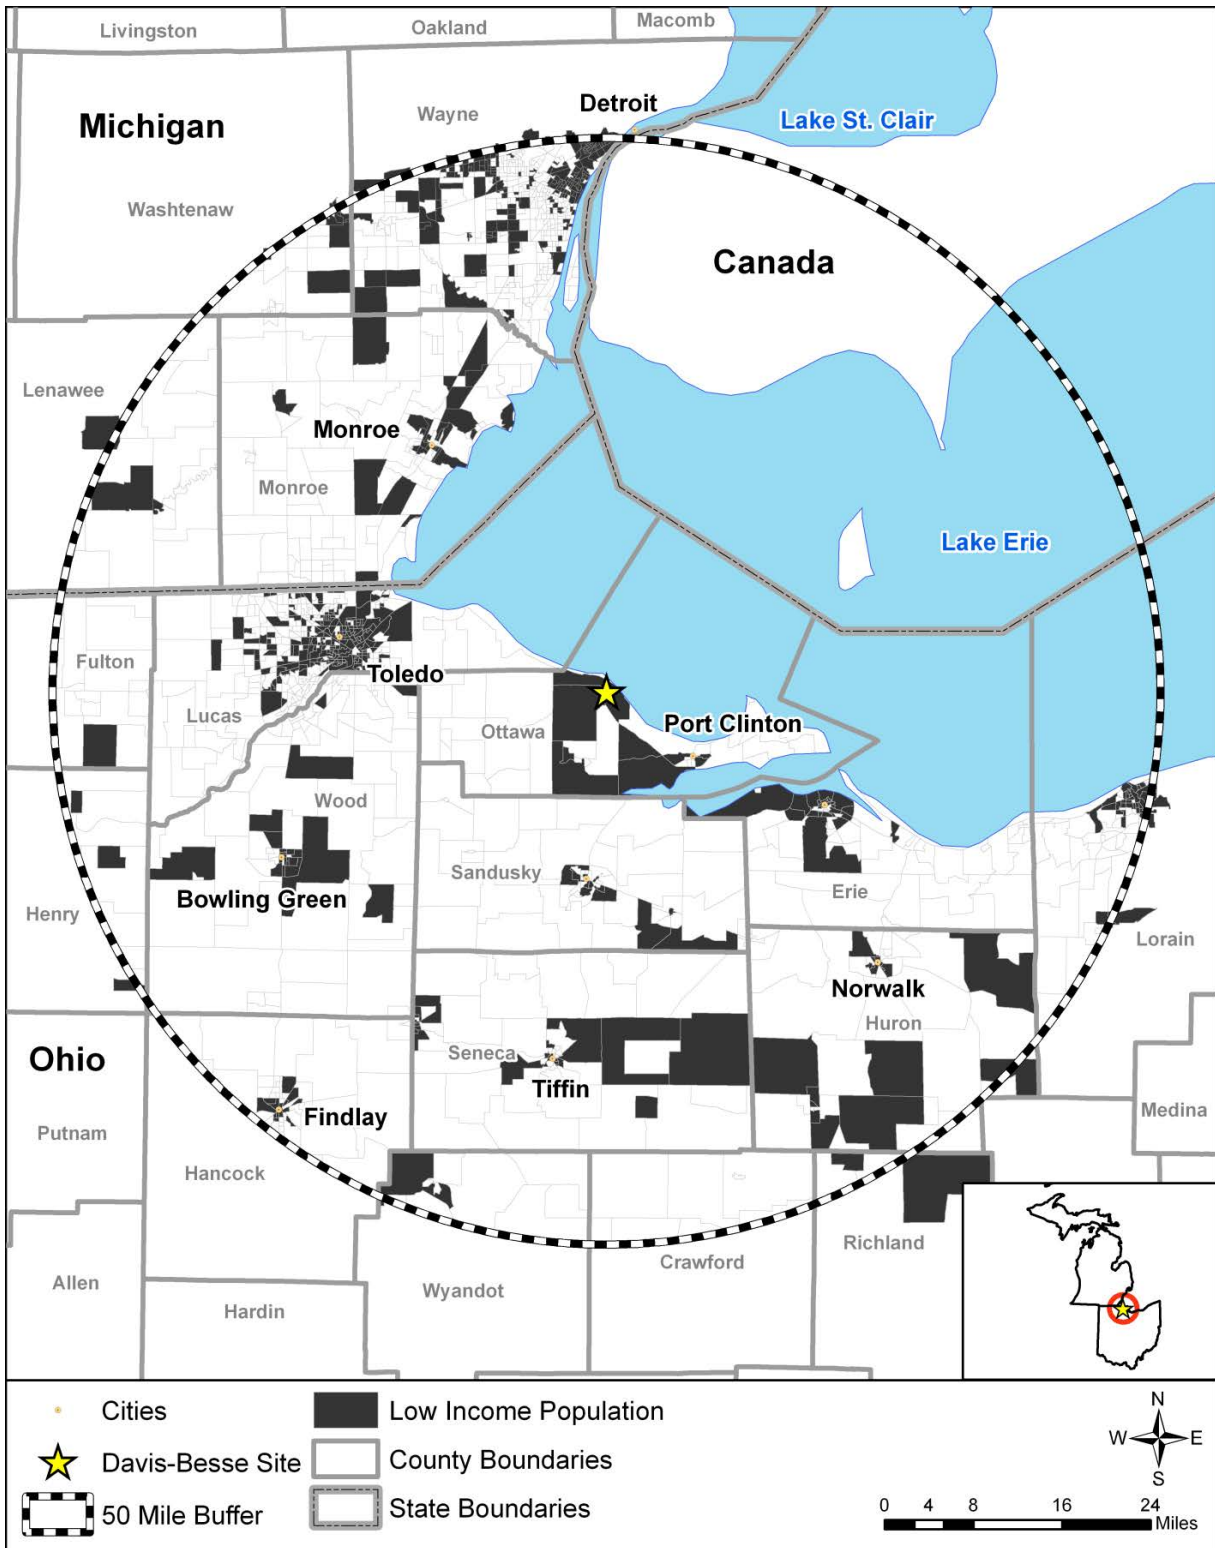 Livingston
Oakland
Macomb
Michigan
Wayne
Detroit
Lake St. Clair
Washtenaw
Canada
Lenawee
Monroe
Monroe
Lake Erie
Fulton
Toledo
Lucas
Ottawa
Port Clinton
Wood
Sandusky
Erie
Bowling Green
Henry
Lorain
Norwalk
Huron
Ohio
Seneca
Tiffin
Findlay
Medina
Putnam
Hancock
Richland
Crawford
Allen
Wyandot
Hardin
Cities
Low Income Population
Davis-Besse Site
County Boundaries
50 Mile Buffer
State Boundaries
N
W E
S
0 4 8 16 24
Miles